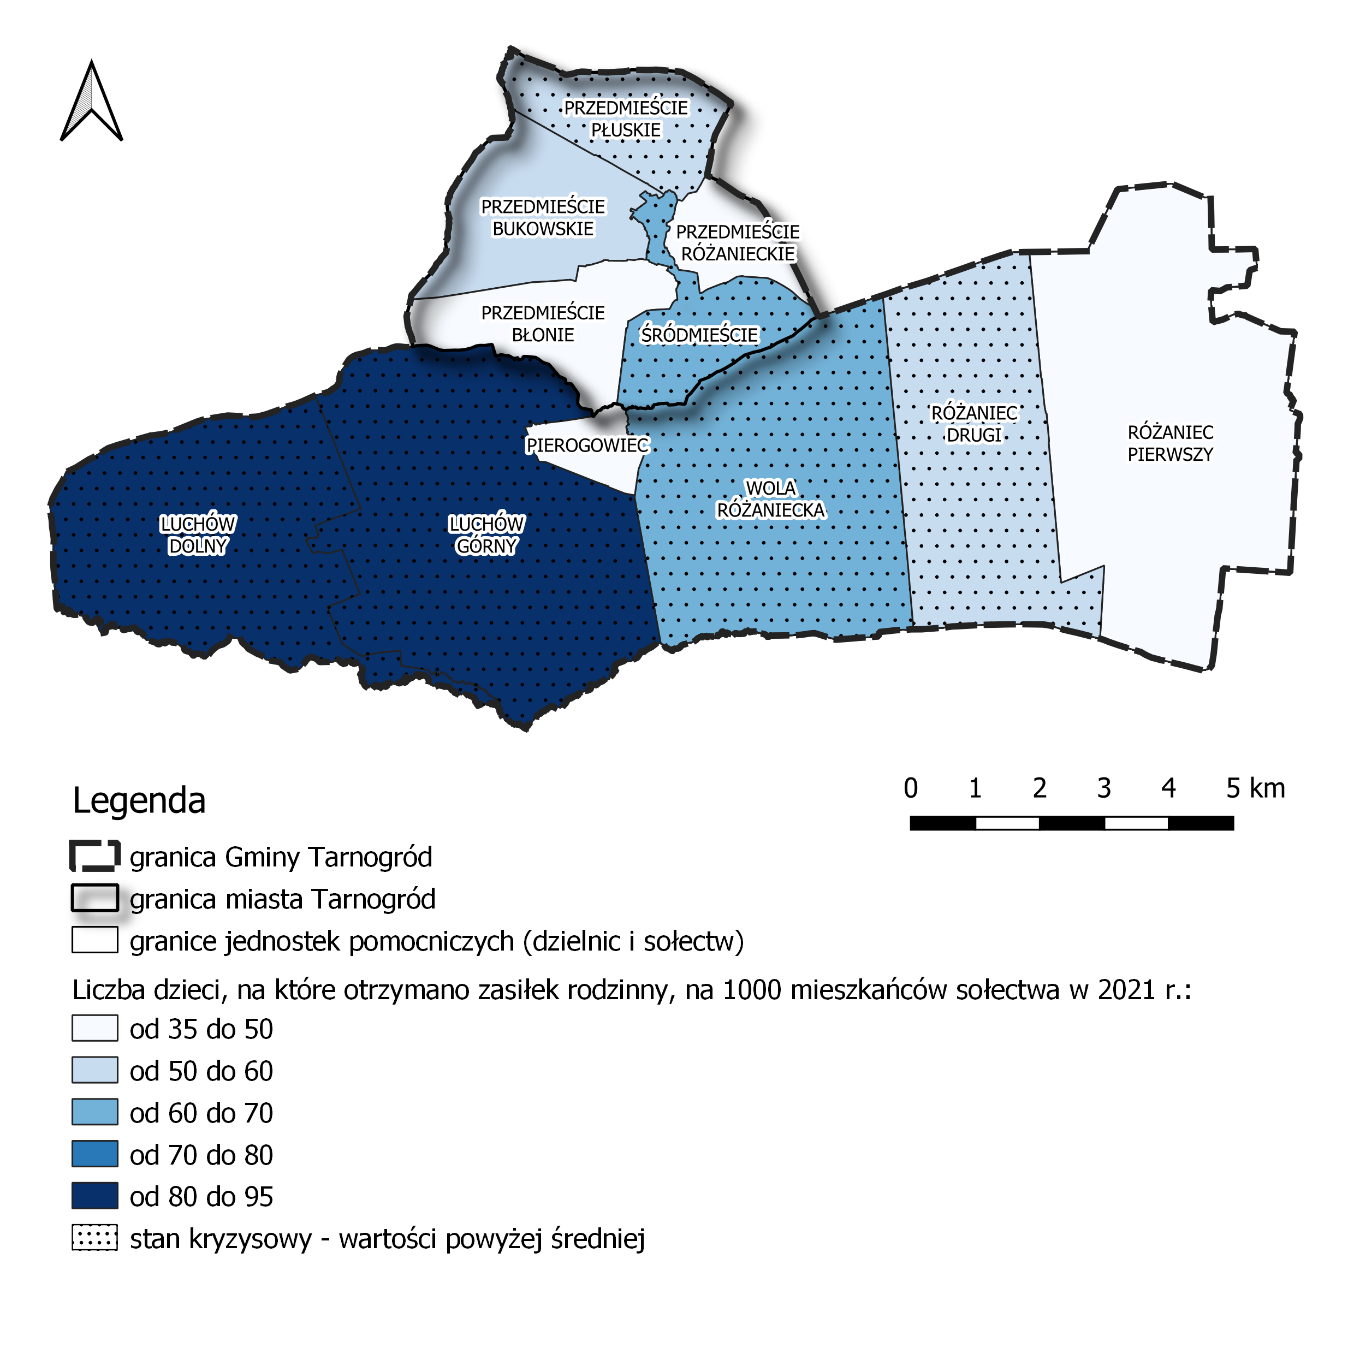 PRZEDMIEŚCIE
PŁUSKIE
PRZEDMIEŚCIE
BUKOWSKIE
PRZEDMIEŚCIE
RÓŻANIECKIE
PRZEDMIEŚCIE
BŁONIE
ŚRÓDMIEŚCIE
PIEROGOWIEC
RÓŻANIEC
DRUGI
RÓŻANIEC
PIERWSZY
WOLA
RÓŻANIECKA
LUCHÓW
DOLNY
LUCHÓW
GÓRNY
0 1 2 3 4 5 km
Legenda
granica Gminy Tarnogród
granica miasta Tarnogród
granice jednostek pomocniczych (dzielnic i sołectw)
Liczba dzieci, na które otrzymano zasiłek rodzinny, na 1000 mieszkańców sołectwa w 2021 r.:
od 35 do 50
od 50 do 60
od 60 do 70
od 70 do 80
od 80 do 95
stan kryzysowy - wartości powyżej średniej